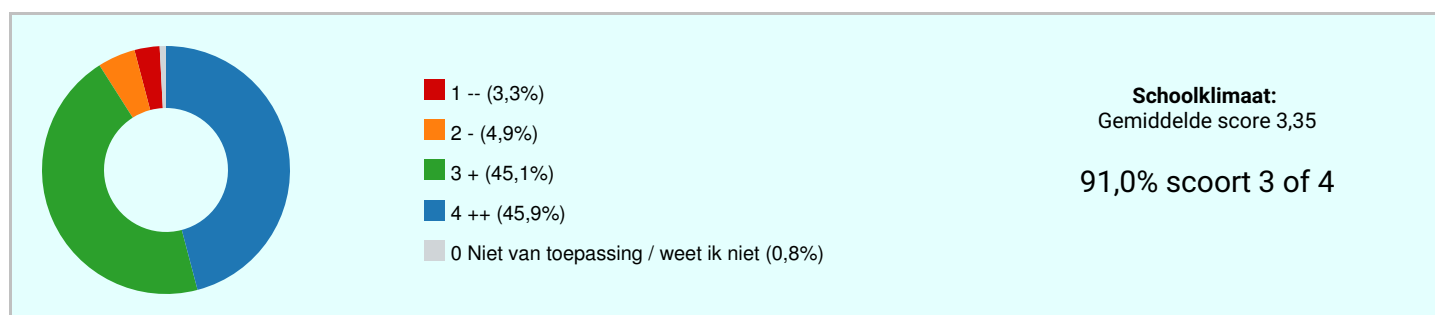 1 -- (3,3%)
2 - (4,9%)
3 + (45,1%)
4 ++ (45,9%)
0 Niet van toepassing / weet ik niet (0,8%)
Schoolklimaat:
Gemiddelde score 3,35
91,0% scoort 3 of 4